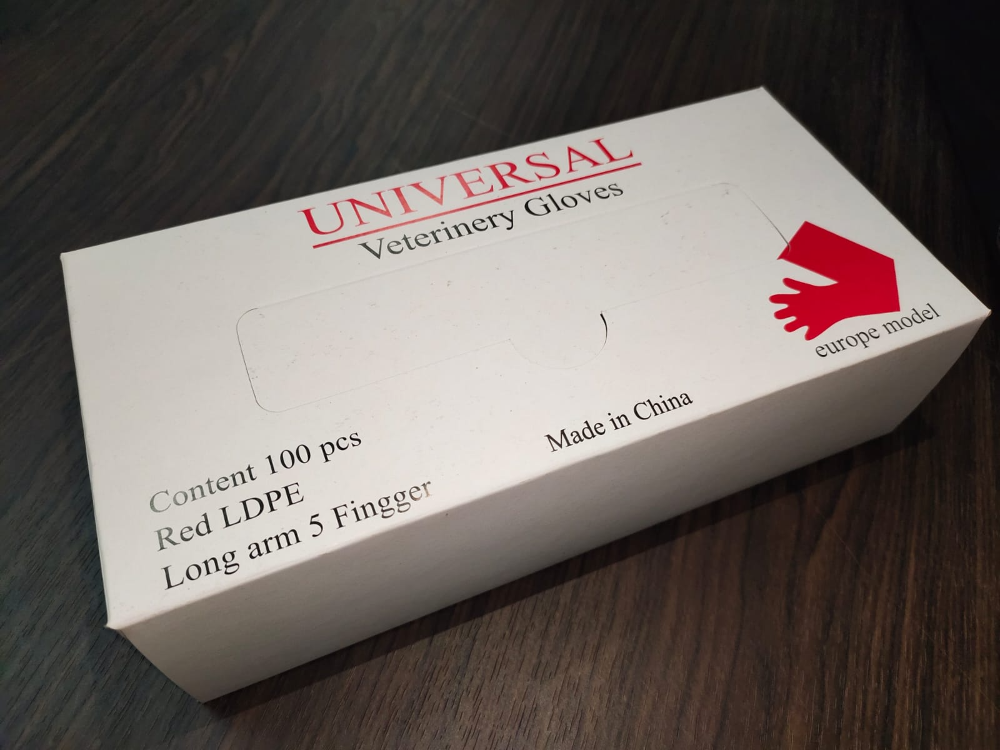 UNIVERSAL
Veterinery Gloves
europe model
Made in China
Content 100 pcs
Red LDPE
Long arm 5 Fingger